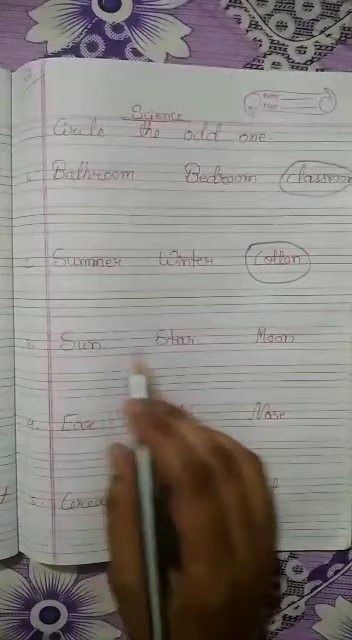 Science
Circle the odd one.
1. Bathroom Bedroom Classroom
2. Summer Winter Cotton
3. Sun Star Moon
4. Ear Nose
5.